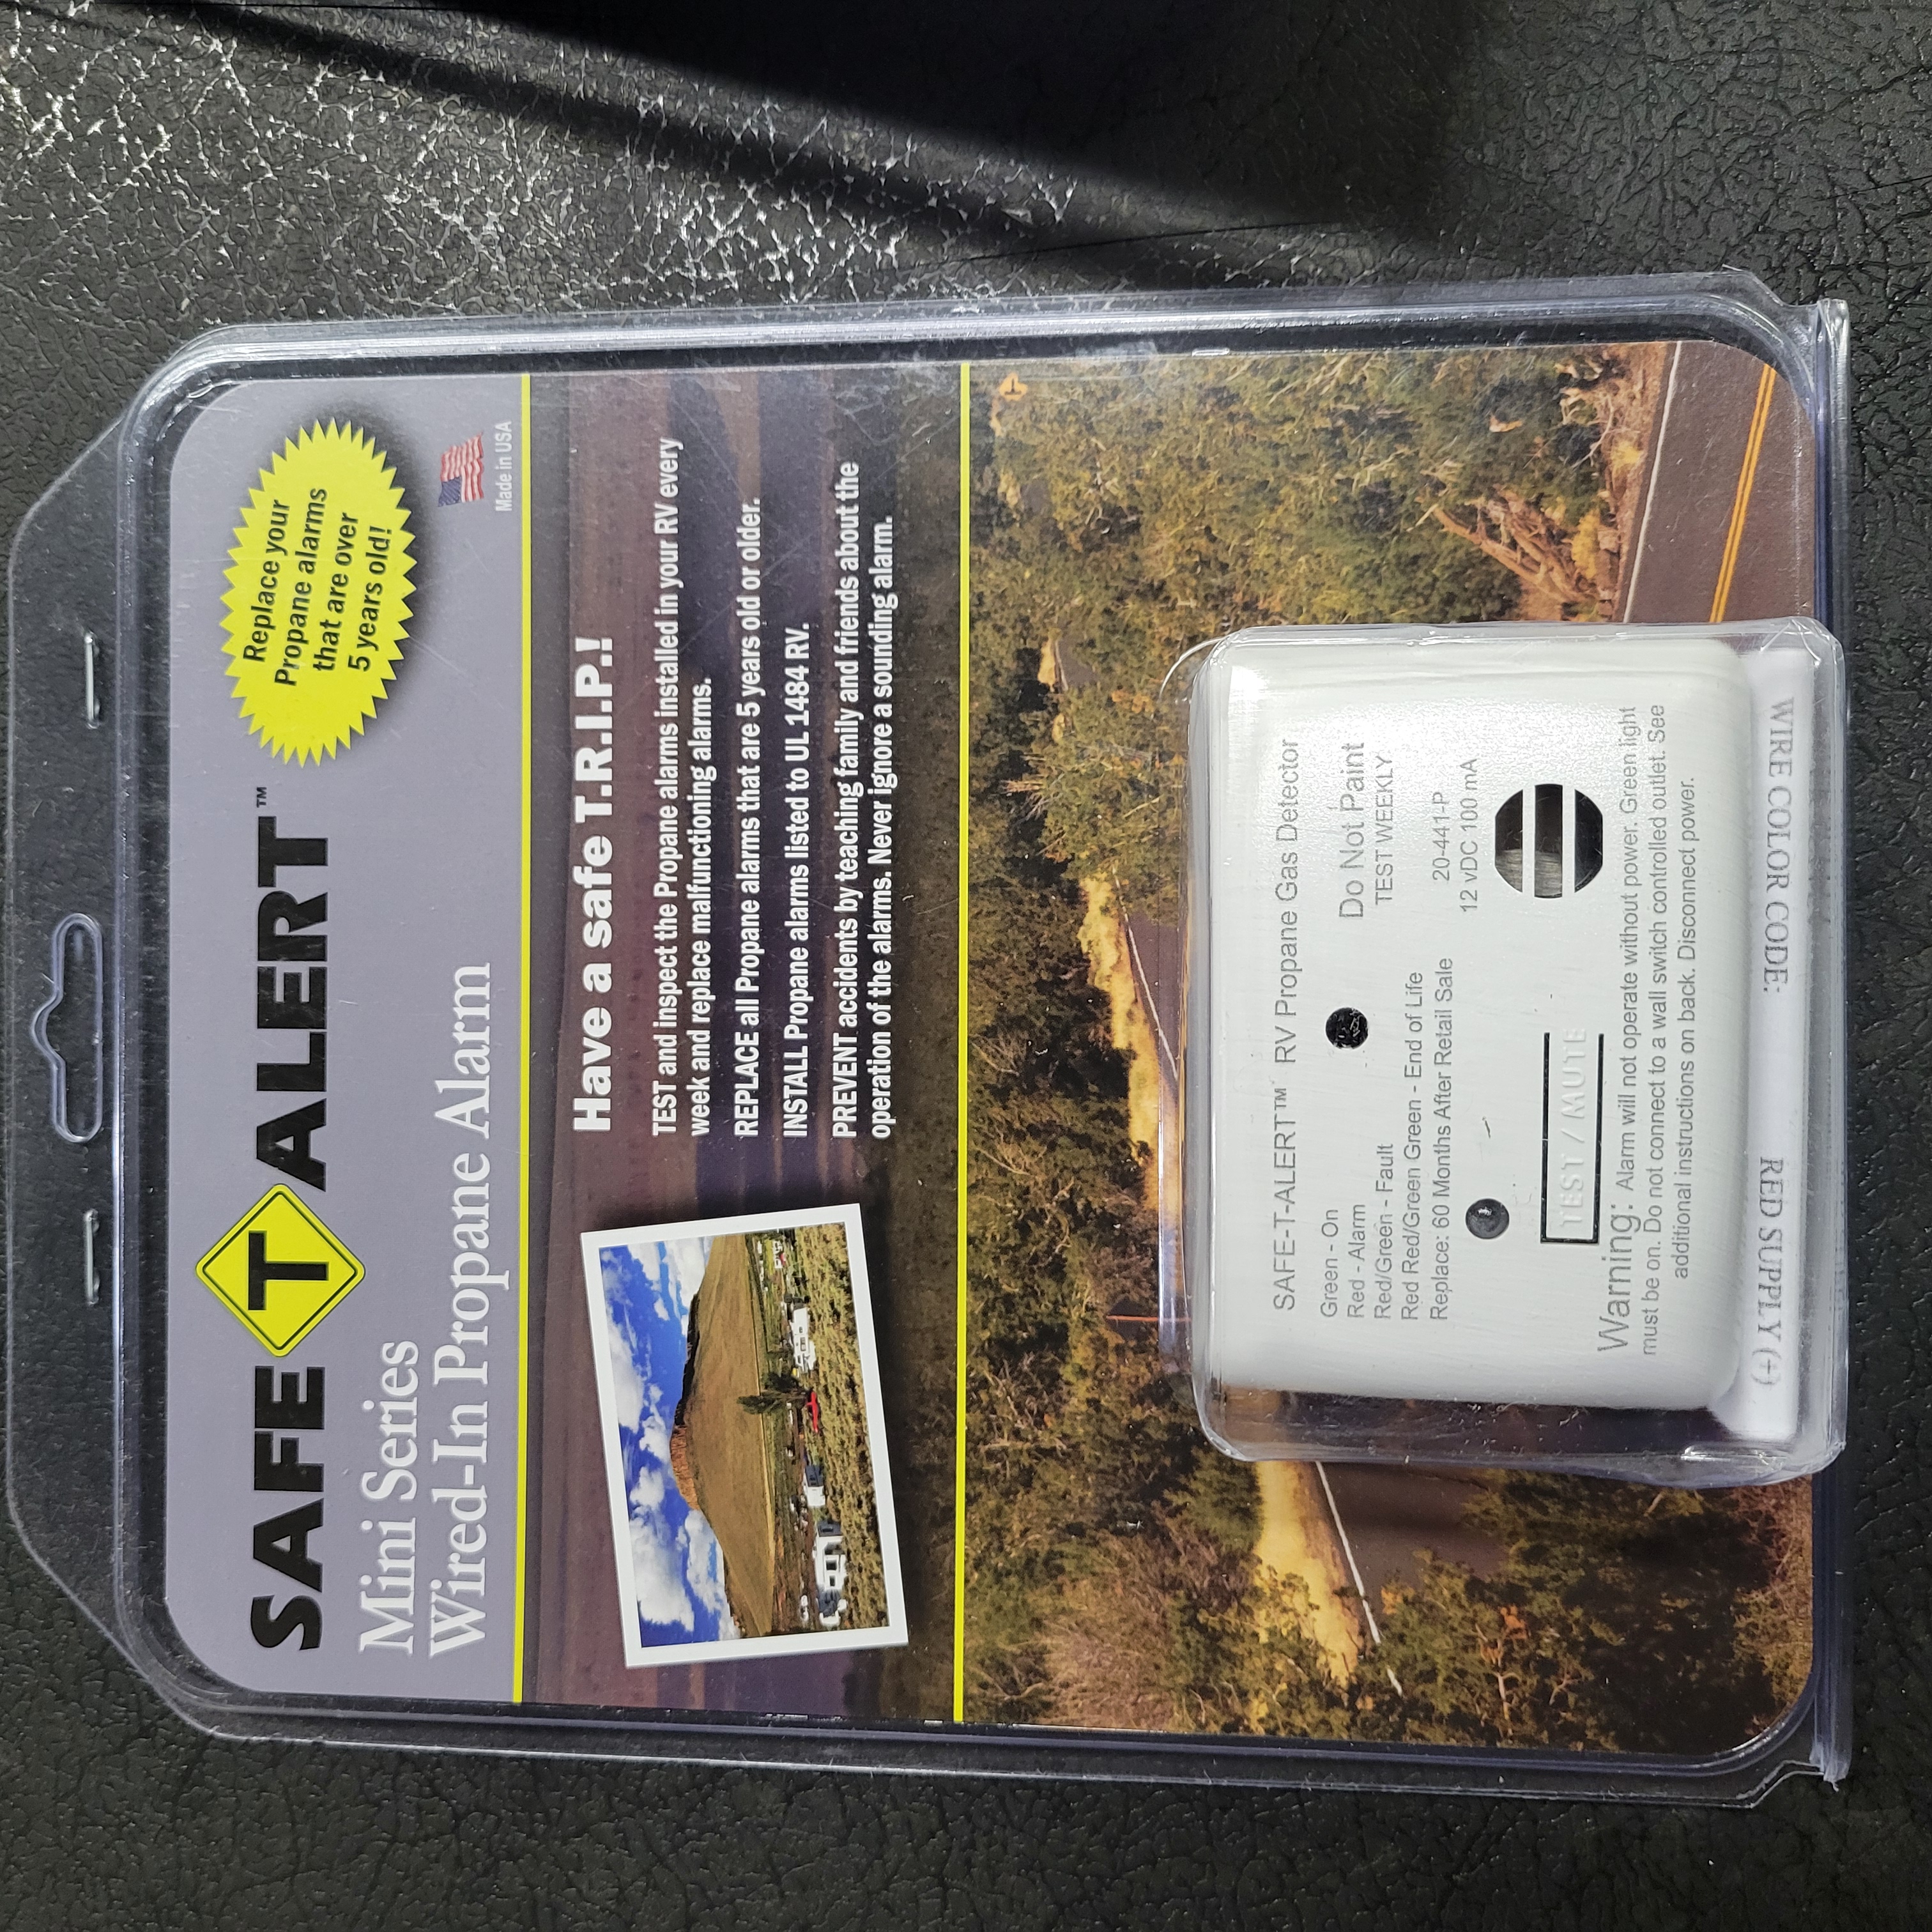 SAFE T ALERT™
Mini Series
Wired-In Propane Alarm
Replace your
Propane alarms
that are over
5 years old!
Made in USA
Have a safe T.R.I.P.!
TEST and inspect the Propane alarms installed in your RV every
week and replace malfunctioning alarms.
REPLACE all Propane alarms that are 5 years old or older.
INSTALL Propane alarms listed to UL 1484 RV.
PREVENT accidents by teaching family and friends about the
operation of the alarms. Never ignore a sounding alarm.
SAFE-T-ALERT™ RV Propane Gas Detector
Green - On
Red - Alarm
Red/Green - Fault
Red Red/Green Green - End of Life
Replace: 60 Months After Retail Sale
Do Not Paint
TEST WEEKLY
20-441-P
12 VDC 100 mA
TEST / MUTE
Warning: Alarm will not operate without power. Green light
must be on. Do not connect to a wall switch controlled outlet. See
additional instructions on back. Disconnect power.
WIRE COLOR CODE:
RED SUPPLY (+)